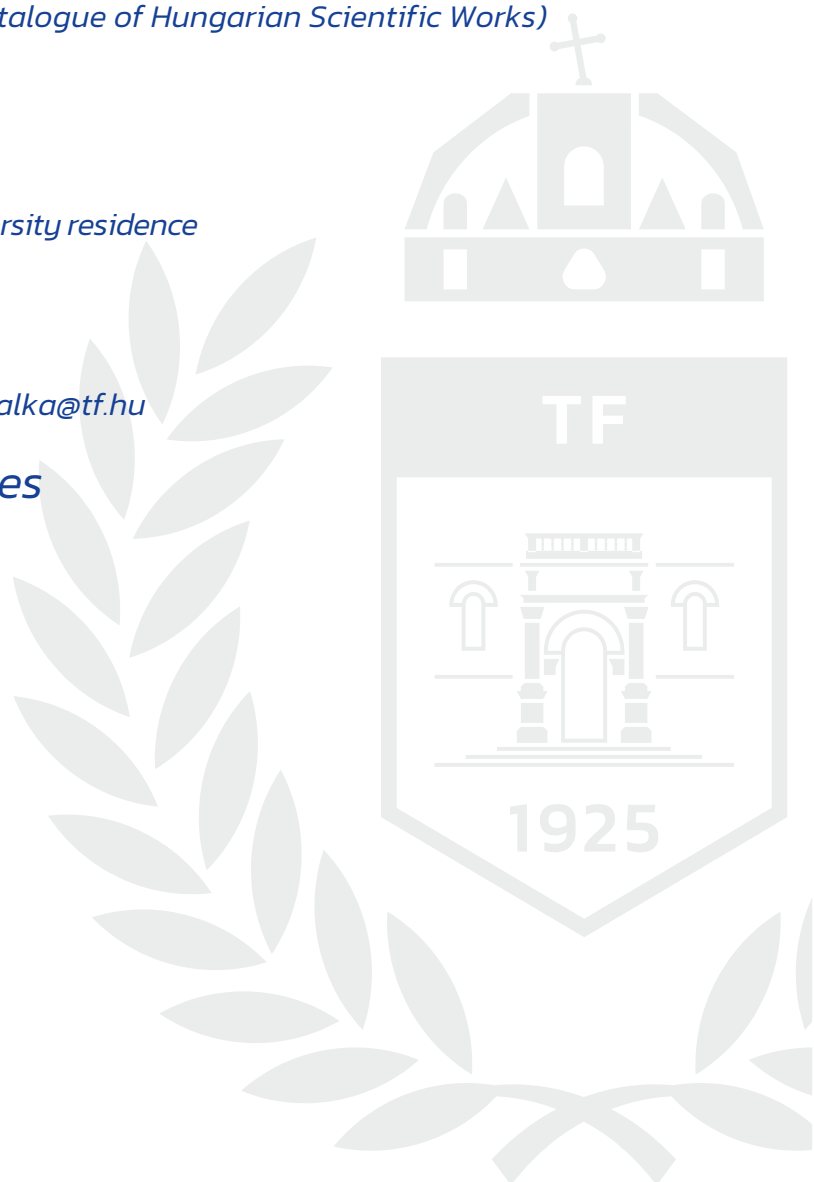 talogue of Hungarian Scientific Works)
rsity residence
alka@tf.hu
es
TF
1925